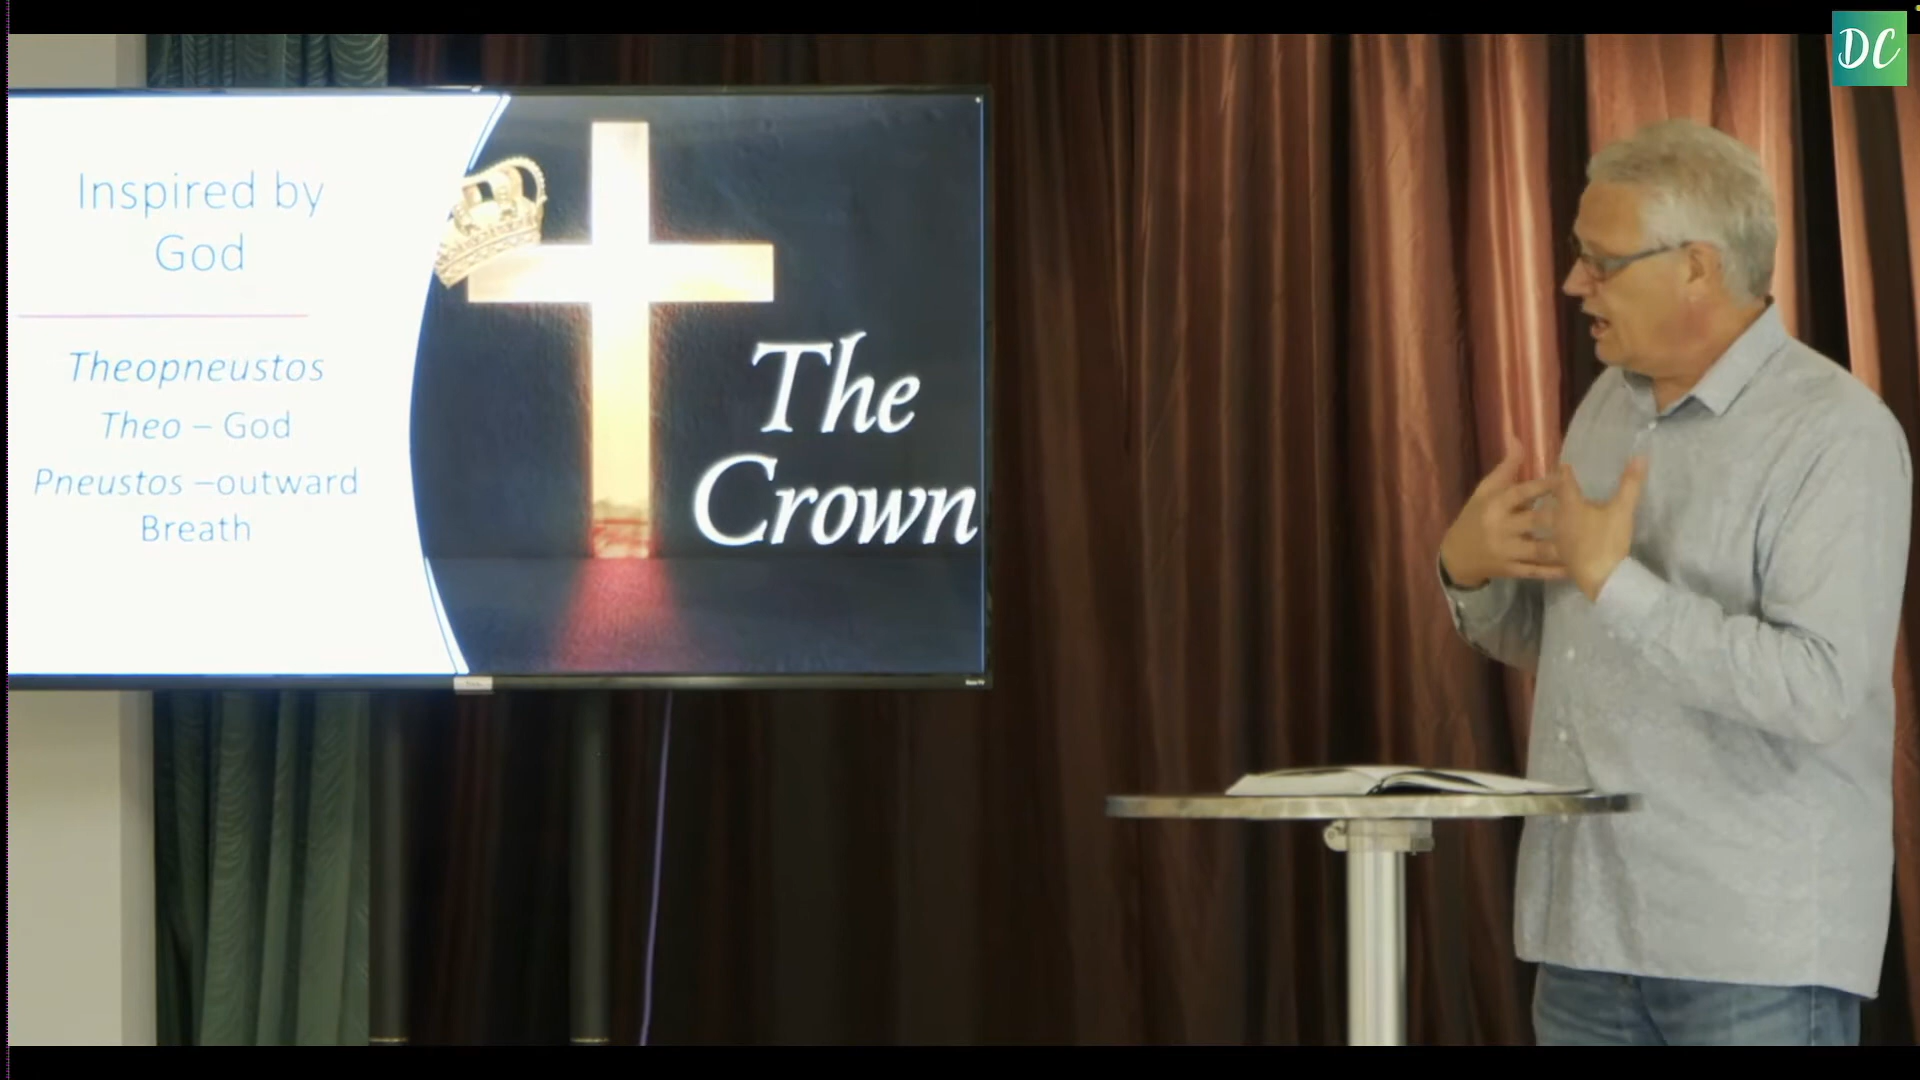 DC
Inspired by
God
Theopneustos
Theo – God
Pneustos –outward
Breath
The
Crown